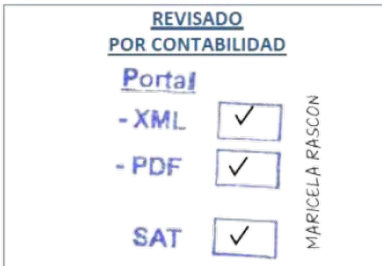 REVISADO
POR CONTABILIDAD
Portal
- XML ✓
- PDF ✓
SAT ✓
MARICELA RASCON